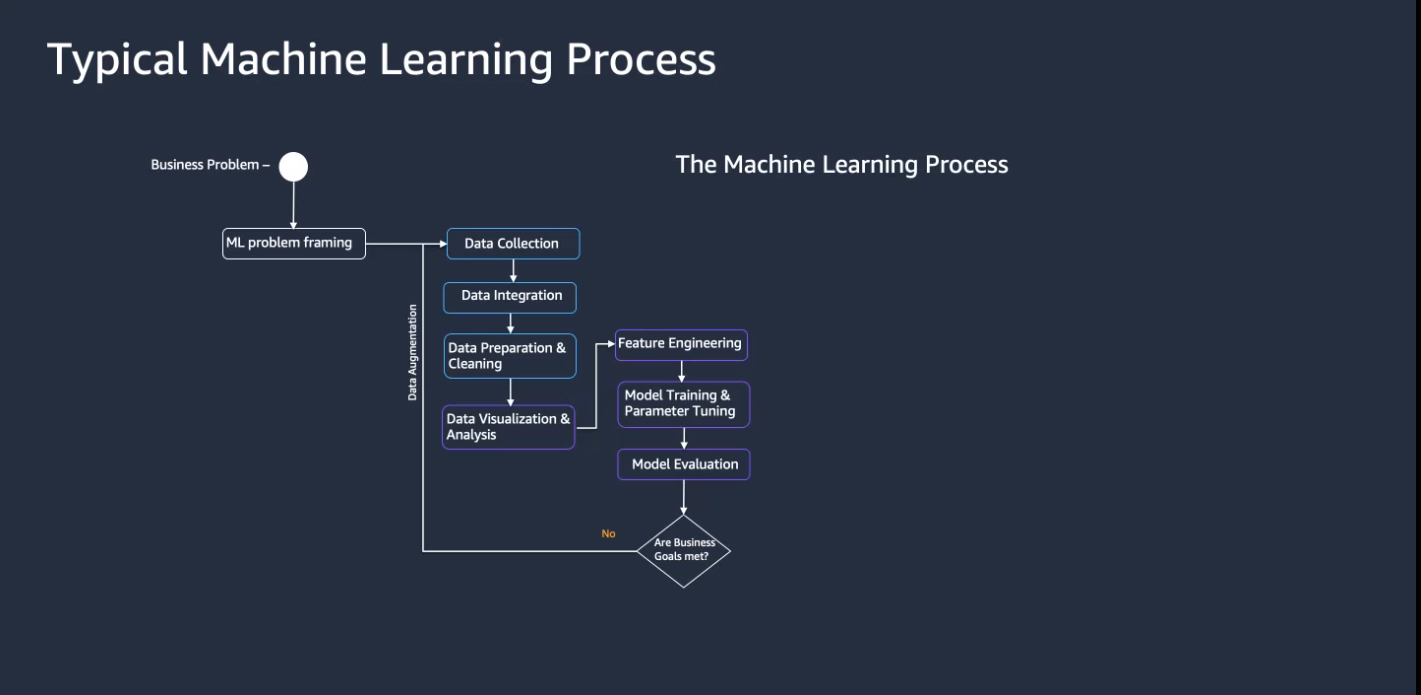 Typical Machine Learning Process
Business Problem –
The Machine Learning Process
ML problem framing
Data Collection
Data Integration
Data Augmentation
Data Preparation &
Cleaning
Data Visualization &
Analysis
Feature Engineering
Model Training &
Parameter Tuning
Model Evaluation
Are Business
Goals met?
No